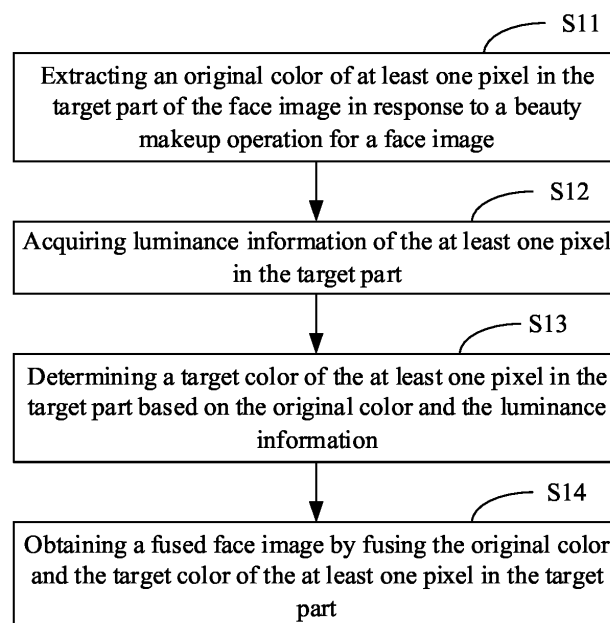 S11
Extracting an original color of at least one pixel in the
target part of the face image in response to a beauty
makeup operation for a face image
S12
Acquiring luminance information of the at least one pixel
in the target part
S13
Determining a target color of the at least one pixel in the
target part based on the original color and the luminance
information
S14
Obtaining a fused face image by fusing the original color
and the target color of the at least one pixel in the target
part